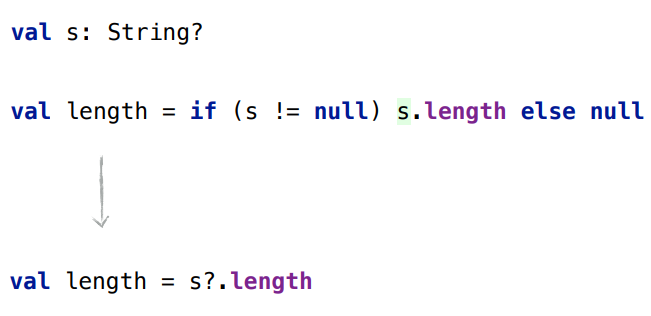 val s: String?
val length = if (s != null) s.length else null
val length = s?.length